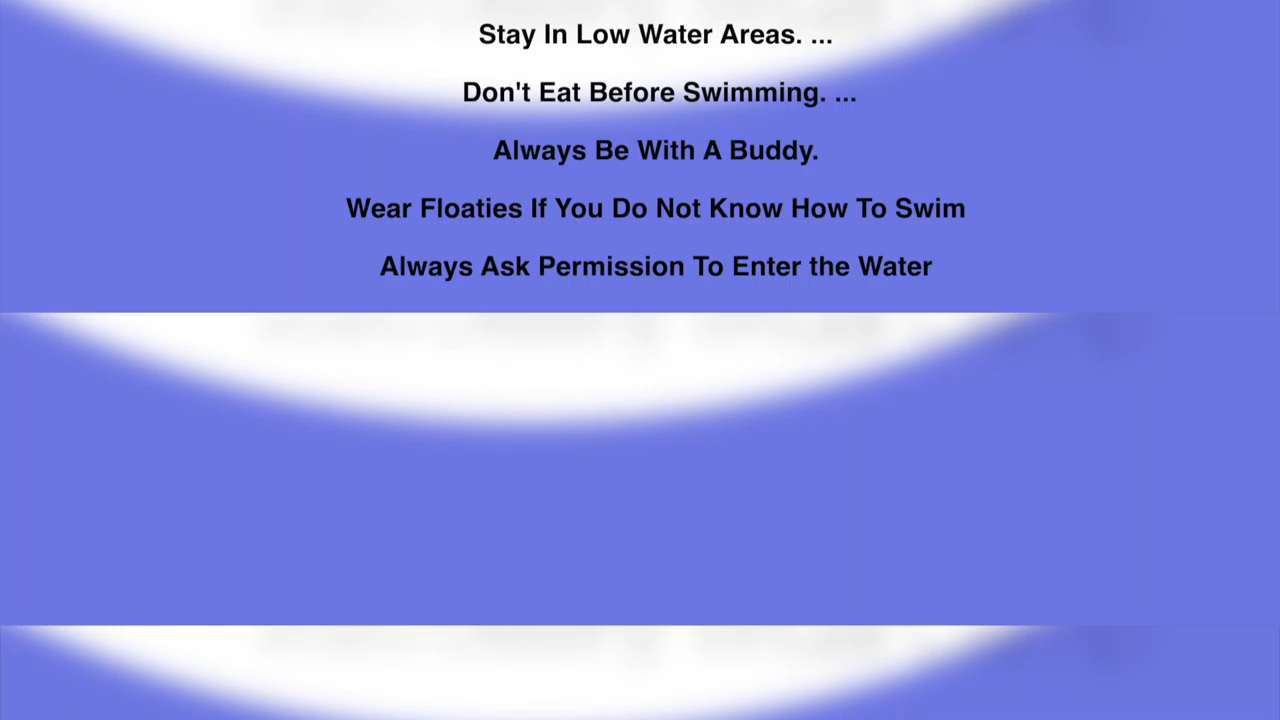 Stay In Low Water Areas. ...
Don't Eat Before Swimming. ...
Always Be With A Buddy.
Wear Floaties If You Do Not Know How To Swim
Always Ask Permission To Enter the Water